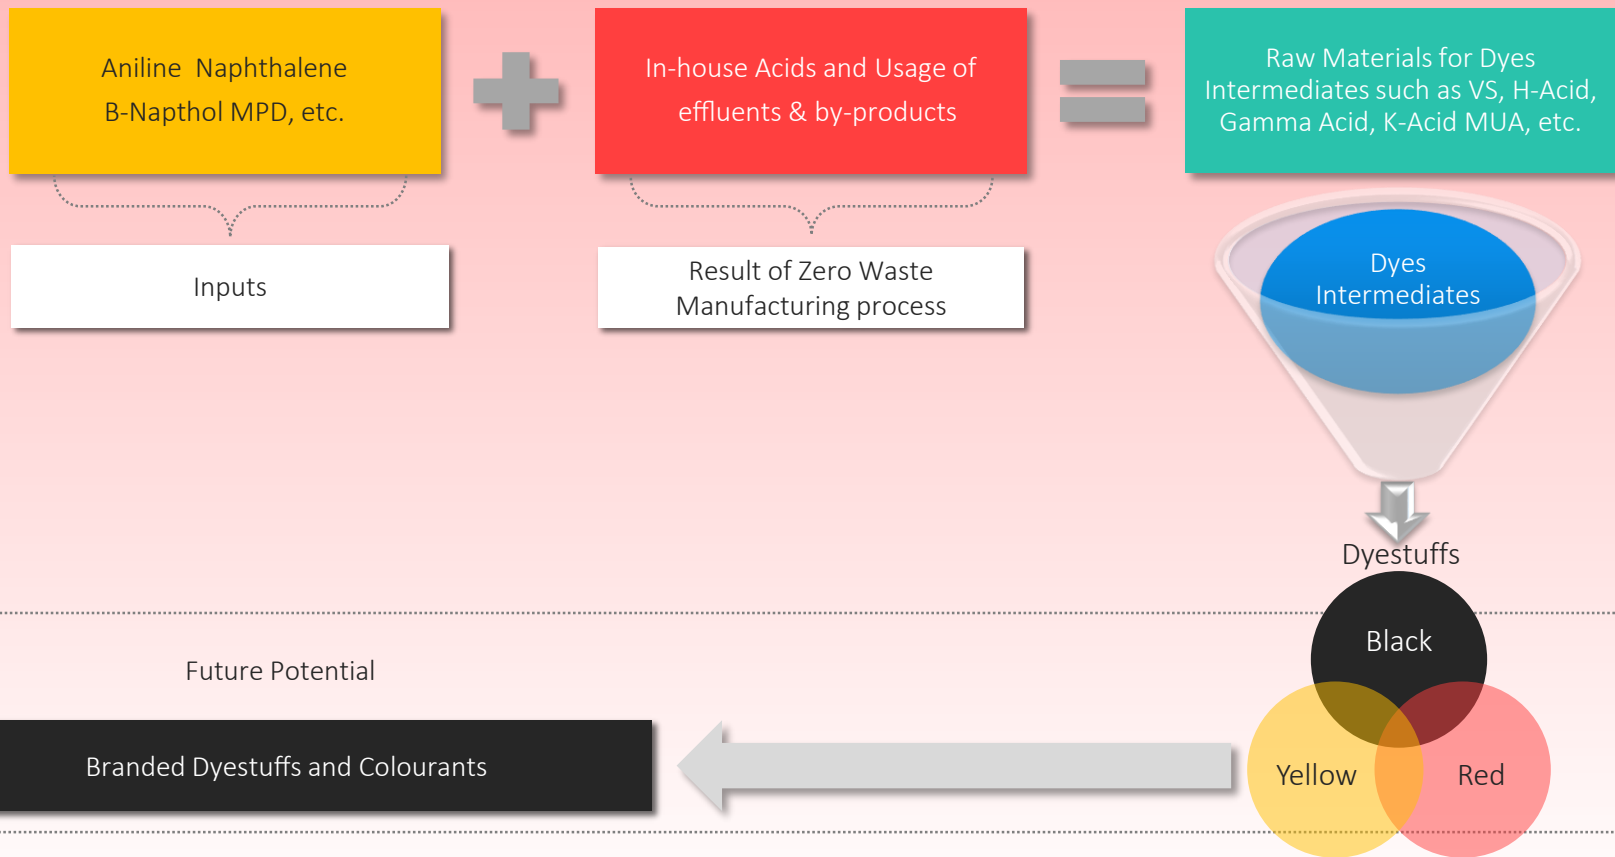 Aniline  Naphthalene
B-Napthol MPD, etc.
In-house Acids and Usage of
effluents & by-products
Raw Materials for Dyes
Intermediates such as VS, H-Acid,
Gamma Acid, K-Acid MUA, etc.
Inputs
Result of Zero Waste
Manufacturing process
Dyes
Intermediates
Dyestuffs
Black
Yellow
Red
Future Potential
Branded Dyestuffs and Colourants